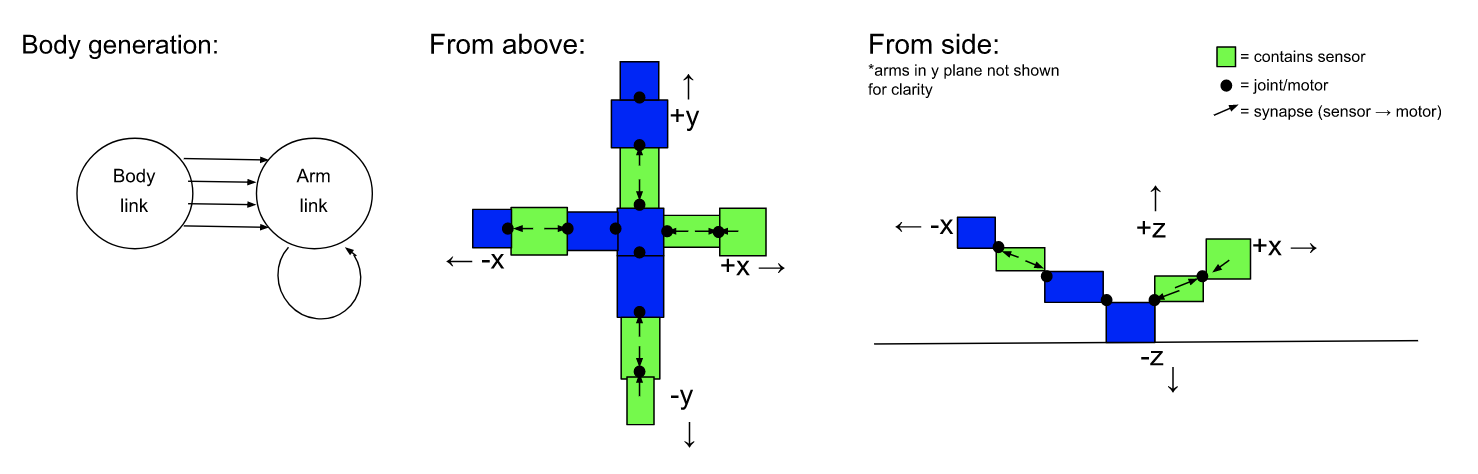 Body generation:
Body
link
Arm
link
From above:
↑
+y
← -x
+x →
-y
↓
From side:
*arms in y plane not shown
for clarity
= contains sensor
= joint/motor
= synapse (sensor → motor)
↑
+z
← -x
+x →
-z
↓